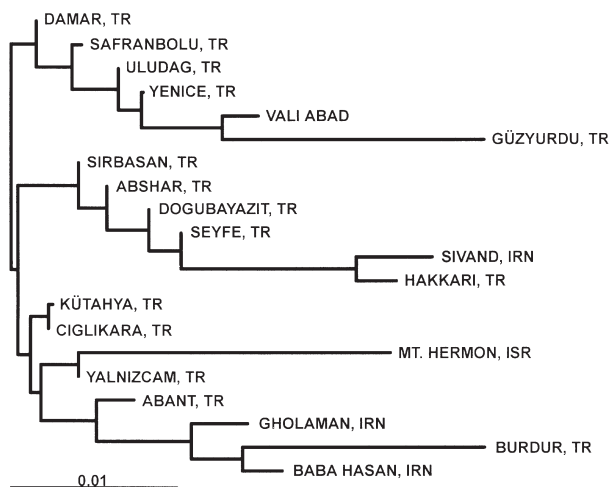 DAMAR, TR
SAFRANBOLU, TR
ULUDAG, TR
YENICE, TR
VALI ABAD
GÜZYURDU, TR
SIRBASAN, TR
ABSHAR, TR
DOGUBAYAZIT, TR
SEYFE, TR
SIVAND, IRN
HAKKARI, TR
KÜTAHYA, TR
CIGLIKARA, TR
MT. HERMON, ISR
YALNIZCAM, TR
ABANT, TR
GHOLAMAN, IRN
BURDUR, TR
BABA HASAN, IRN
0.01